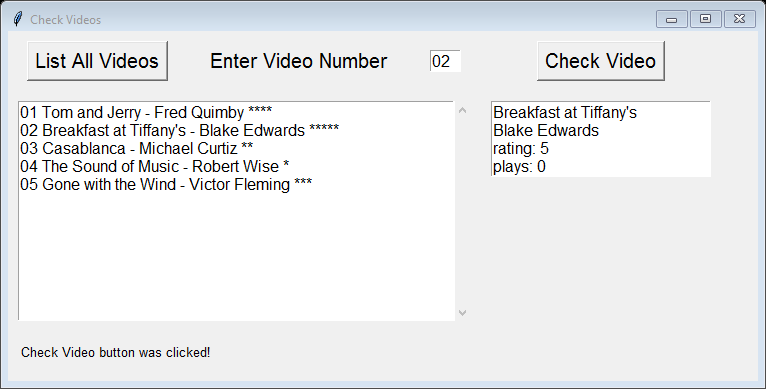 Check Videos
List All Videos
Enter Video Number
02
Check Video
01 Tom and Jerry - Fred Quimby ****
02 Breakfast at Tiffany's - Blake Edwards *****
03 Casablanca - Michael Curtiz **
04 The Sound of Music - Robert Wise *
05 Gone with the Wind - Victor Fleming ***
Breakfast at Tiffany's
Blake Edwards
rating: 5
plays: 0
Check Video button was clicked!